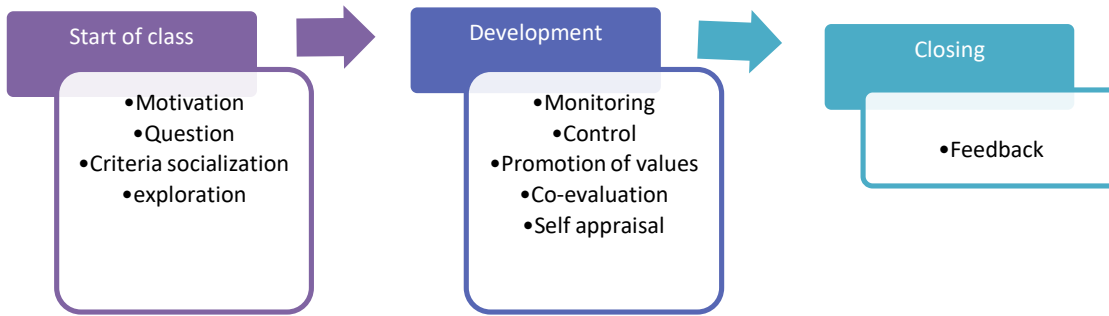 Start of class
•Motivation
•Question
•Criteria socialization
•exploration
Development
•Monitoring
•Control
•Promotion of values
•Co-evaluation
•Self appraisal
Closing
•Feedback